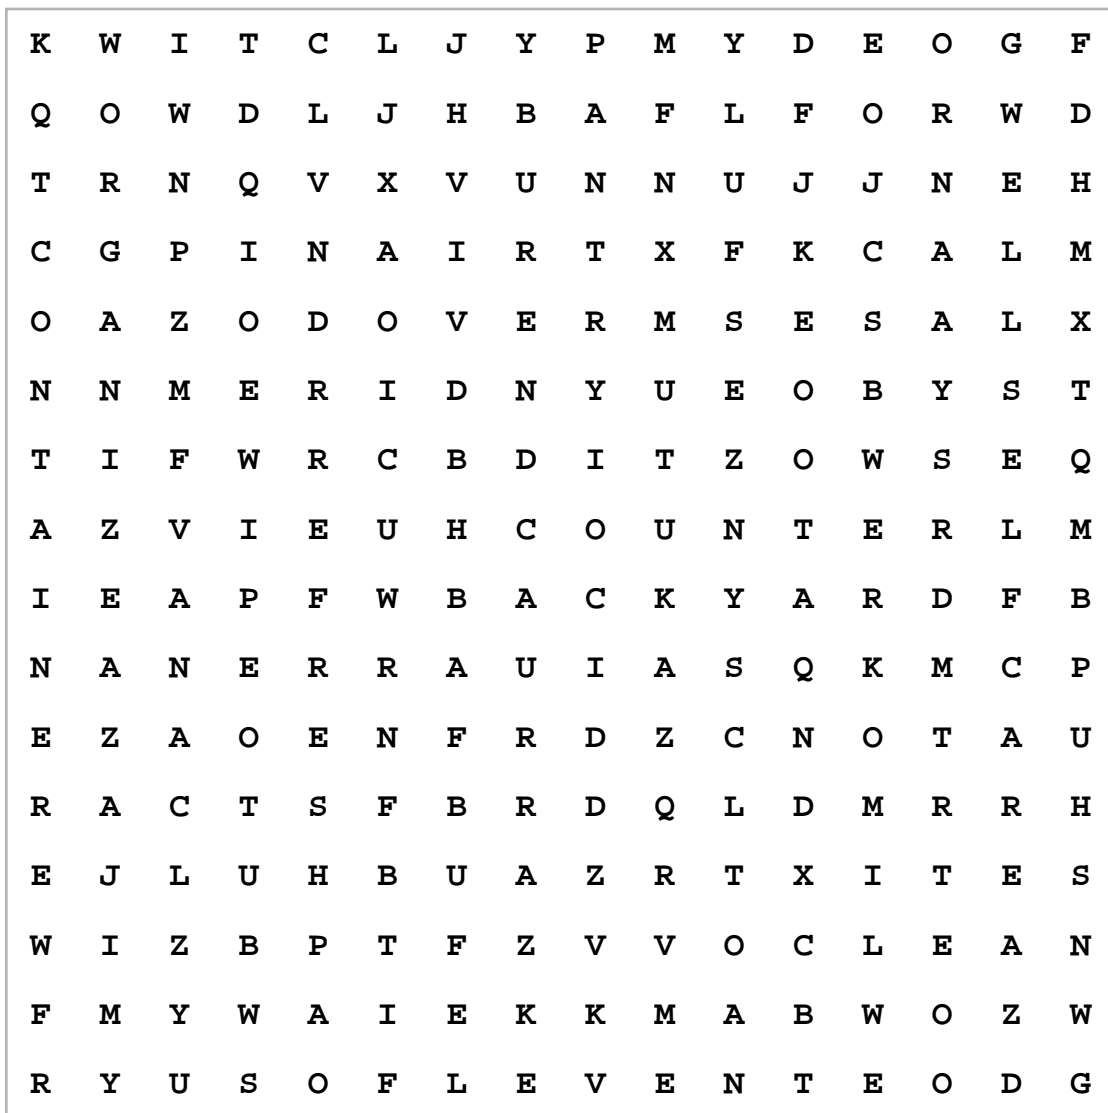 K W I T C L J Y P M Y D E O G F
Q O W D L J H B A F L F O R W D
T R N Q V X V U N N U J J N E H
C G P I N A I R T X F K C A L M
O A Z O D O V E R M S E S A L X
N N M E R I D N Y U E O B Y S T
T I F W R C B D I T Z O W S E Q
A Z V I E U H C O U N T E R L M
I E A P F W B A C K Y A R D F B
N A N E R R A U I A S Q K M C P
E Z A O E N F R D Z C N O T A U
R A C T S F B R D Q L D M R R H
E J L U H B U A Z R T X I T E S
W I Z B P T F Z V V O C L E A N
F M Y W A I E K K M A B W O Z W
R Y U S O F L E V E N T E O D G